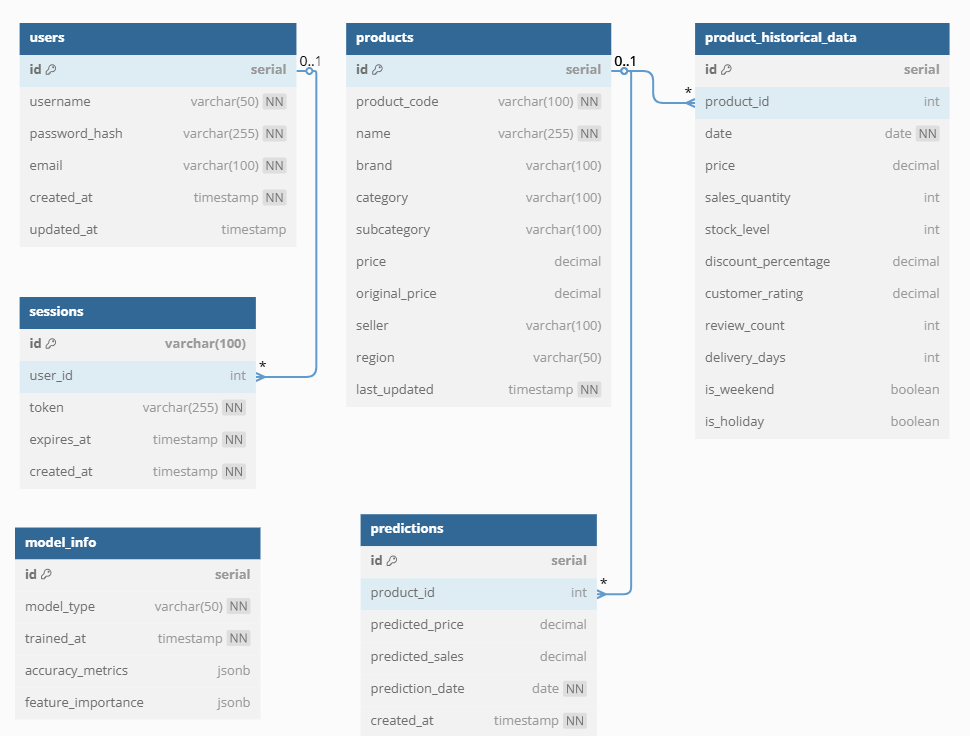 users
id serial
username varchar(50) NN
password_hash varchar(255) NN
email varchar(100) NN
created_at timestamp NN
updated_at timestamp
0..1
sessions
id varchar(100)
user_id int
*
token varchar(255) NN
expires_at timestamp NN
created_at timestamp NN
model_info
id serial
model_type varchar(50) NN
trained_at timestamp NN
accuracy_metrics jsonb
feature_importance jsonb
products
id serial
product_code varchar(100) NN
name varchar(255) NN
brand varchar(100)
category varchar(100)
subcategory varchar(100)
price decimal
original_price decimal
seller varchar(100)
region varchar(50)
last_updated timestamp NN
0..1
predictions
id serial
product_id int
*
predicted_price decimal
predicted_sales decimal
prediction_date date NN
created_at timestamp NN
product_historical_data
id serial
*
product_id int
date date NN
price decimal
sales_quantity int
stock_level int
discount_percentage decimal
customer_rating decimal
review_count int
delivery_days int
is_weekend boolean
is_holiday boolean